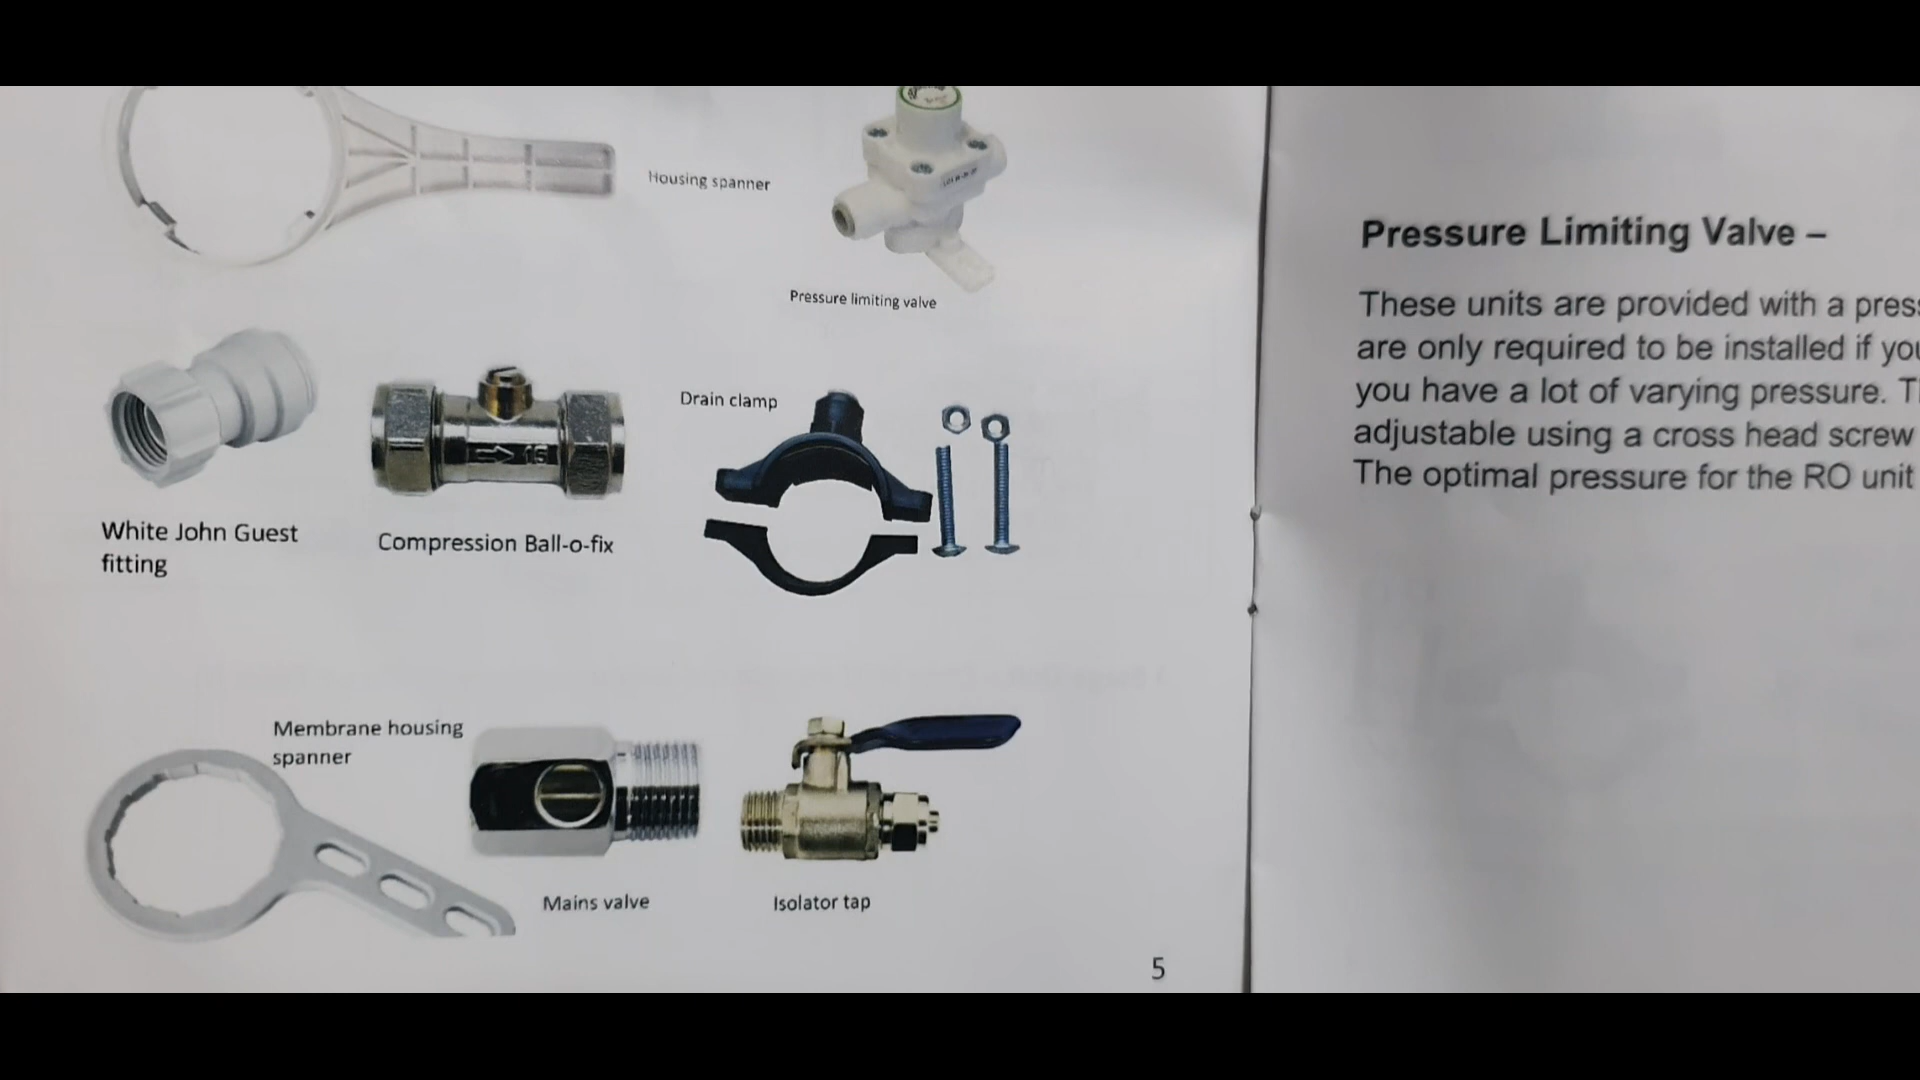 Housing spanner
Pressure limiting valve
White John Guest
fitting
Compression Ball-o-fix
Drain clamp
15
Membrane housing
spanner
Mains valve
Isolator tap
5
Pressure Limiting Valve –
These units are provided with a
are only required to be installed if
you have a lot of varying pressure.
adjustable using a cross head screw
The optimal pressure for the RO unit